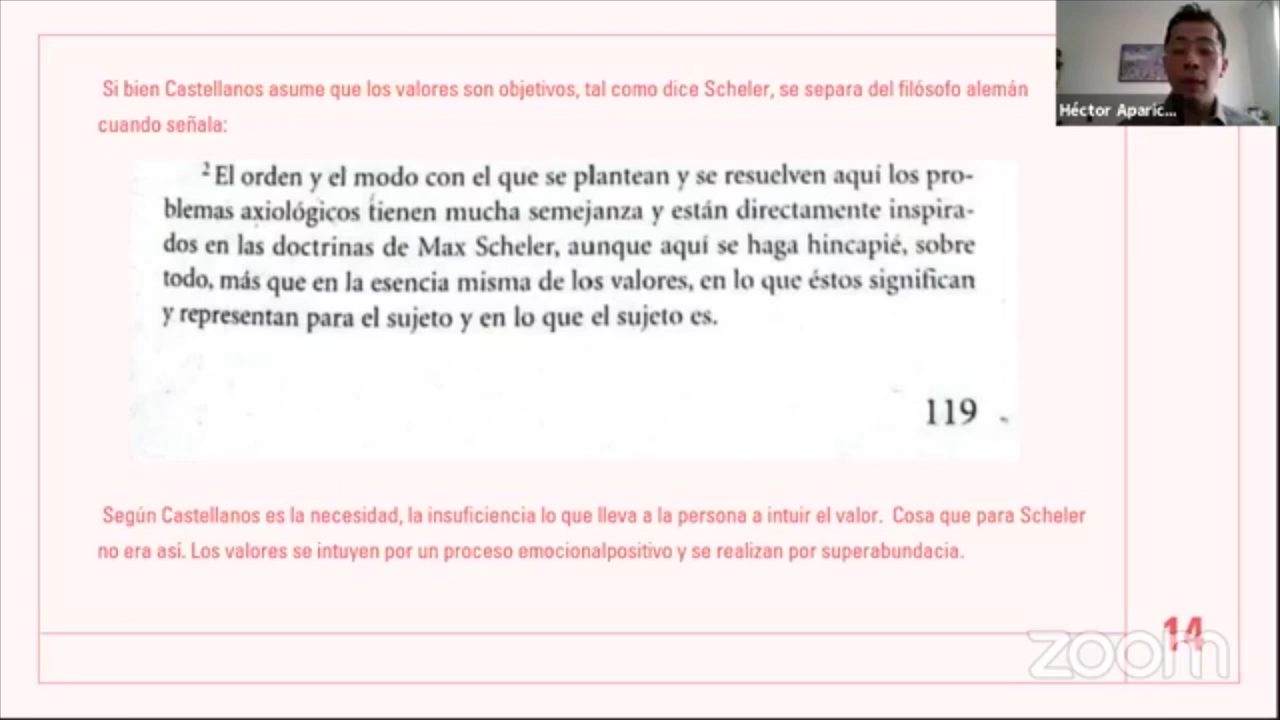 Si bien Castellanos asume que los valores son objetivos, tal como dice Scheler, se separa del filósofo alemán
cuando señala:
Héctor Aparíc...
² El orden y el modo con el que se plantean y se resuelven aquí los pro-
blemas axiológicos tienen mucha semejanza y están directamente inspira-
dos en las doctrinas de Max Scheler, aunque aquí se haga hincapié, sobre
todo, más que en la esencia misma de los valores, en lo que éstos significan
y representan para el sujeto y en lo que el sujeto es.
119
Según Castellanos es la necesidad, la insuficiencia lo que lleva a la persona a intuir el valor. Cosa que para Scheler
no era así. Los valores se intuyen por un proceso emocionalpositivo y se realizan por superabundacia.
14
zoom